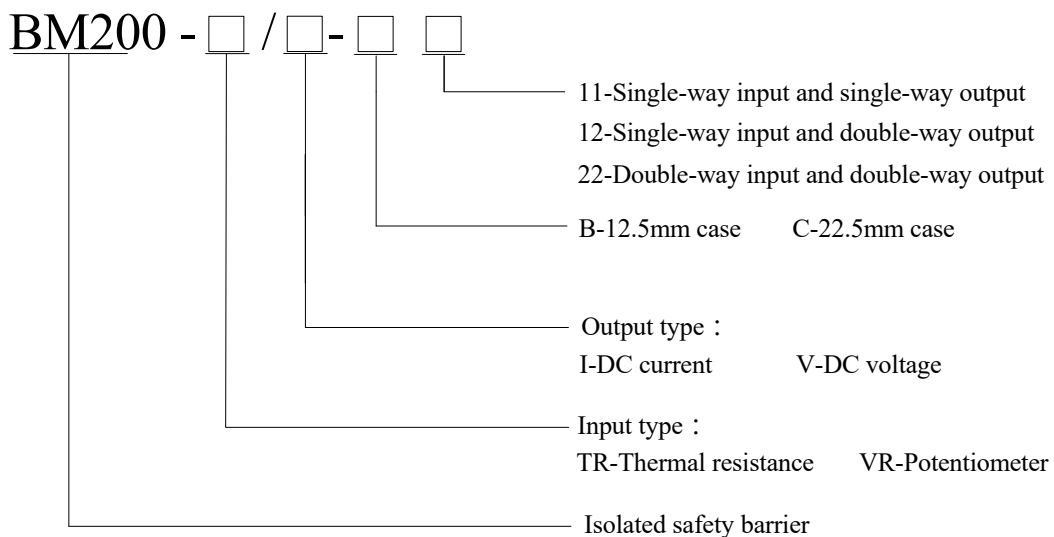 BM200 - □ / □ - □ □
11-Single-way input and single-way output
12-Single-way input and double-way output
22-Double-way input and double-way output
B-12.5mm case C-22.5mm case
Output type：
I-DC current V-DC voltage
Input type：
TR-Thermal resistance VR-Potentiometer
Isolated safety barrier